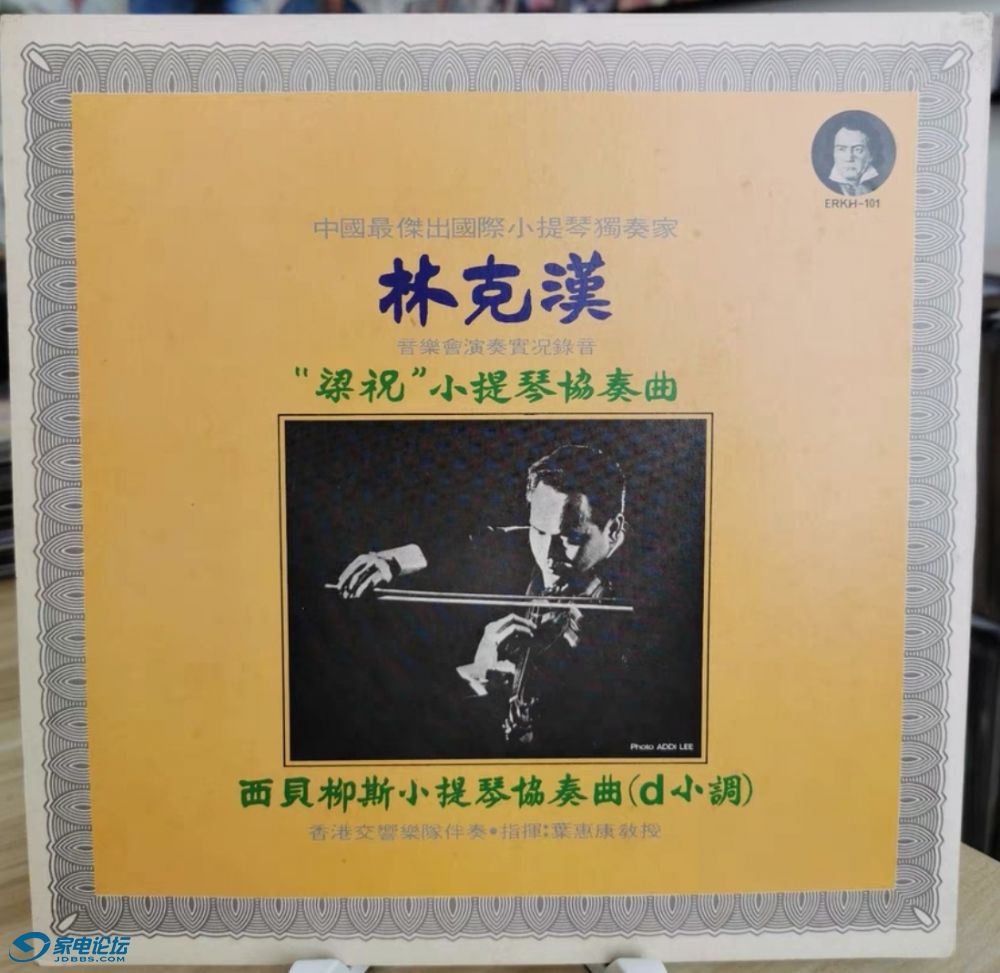 ERKH-101
中國最傑出國際小提琴獨奏家
林克漢
音樂會演奏實况錄音
“梁祝”小提琴協奏曲
Photo ADDI LEE
西貝柳斯小提琴協奏曲(d小調)
香港交響樂隊伴奏•指揮:葉惠康教授
家电论坛
JDBBS.COM